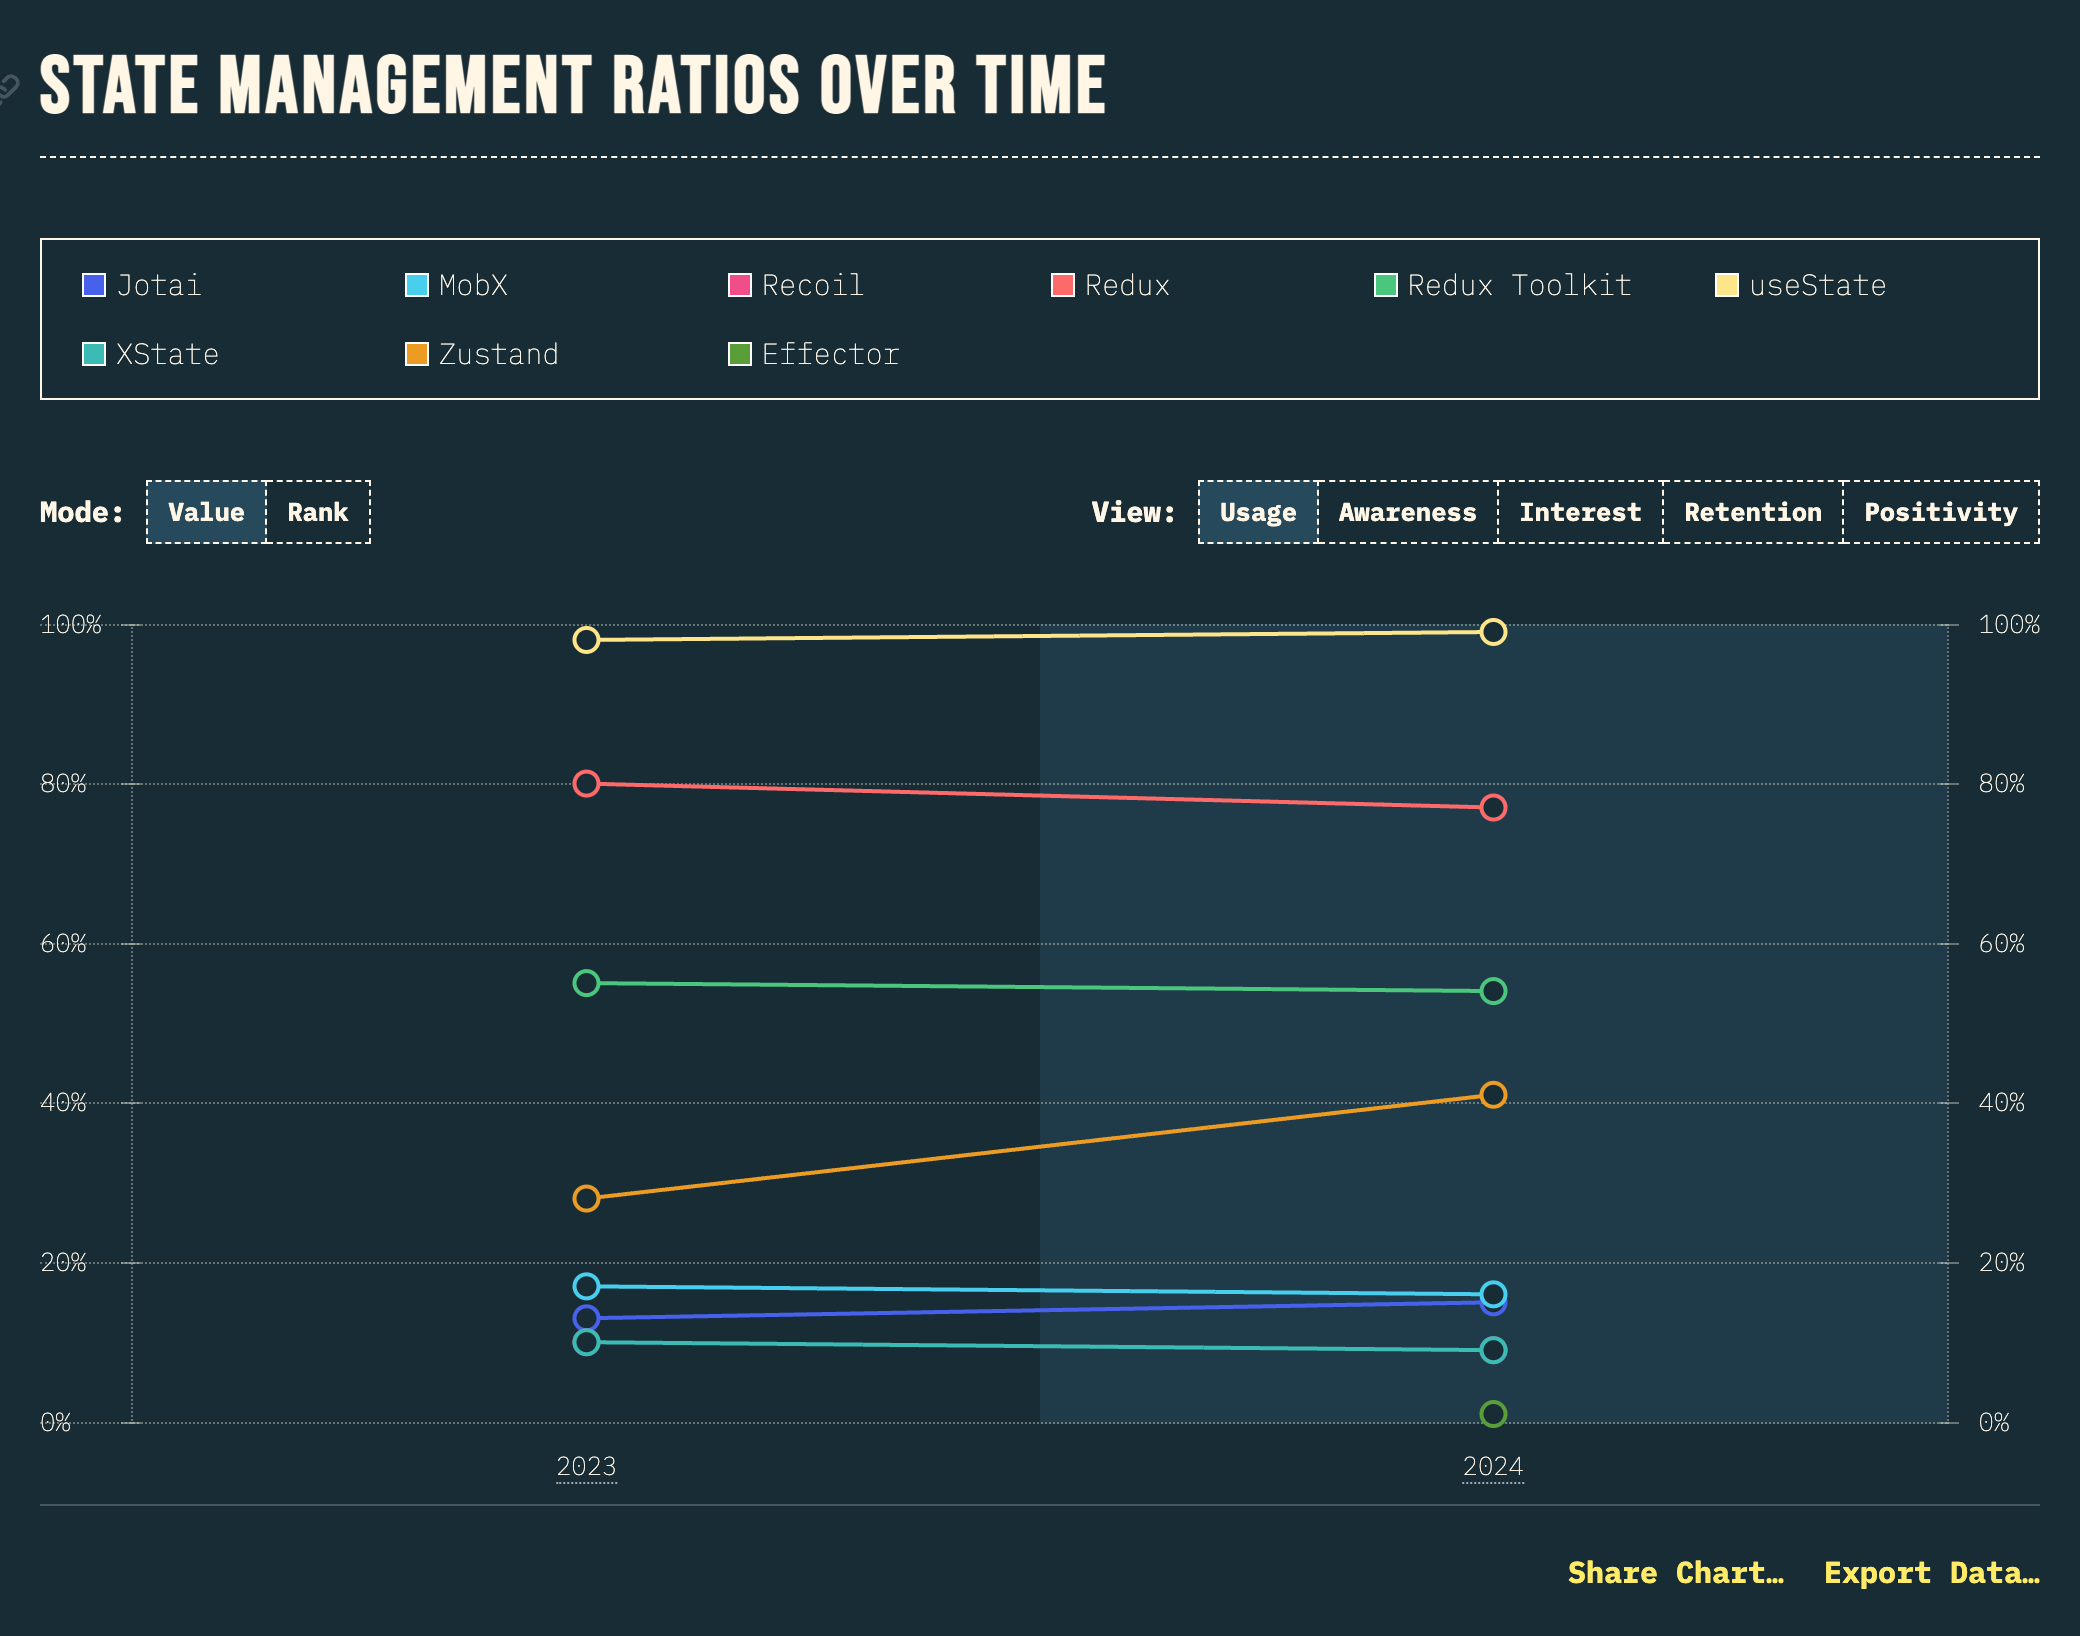 STATE MANAGEMENT RATIOS OVER TIME
Jotai MobX Recoil Redux Redux Toolkit useState
XState Zustand Effector
Mode: Value Rank View: Usage Awareness Interest Retention Positivity
100% 100%
80% 80%
60% 60%
40% 40%
20% 20%
0% 0%
2023 2024
Share Chart… Export Data…